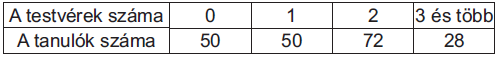 A testvérek száma 0 1 2 3 és több
A tanulók száma 50 50 72 28